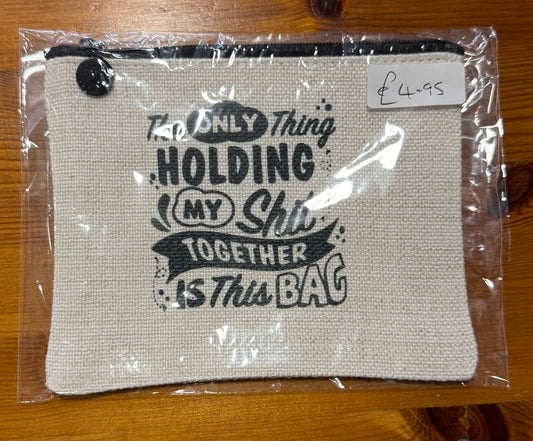 £4.95
The ONLY Thing
HOLDING
MY Shit
TOGETHER
IS This BAG